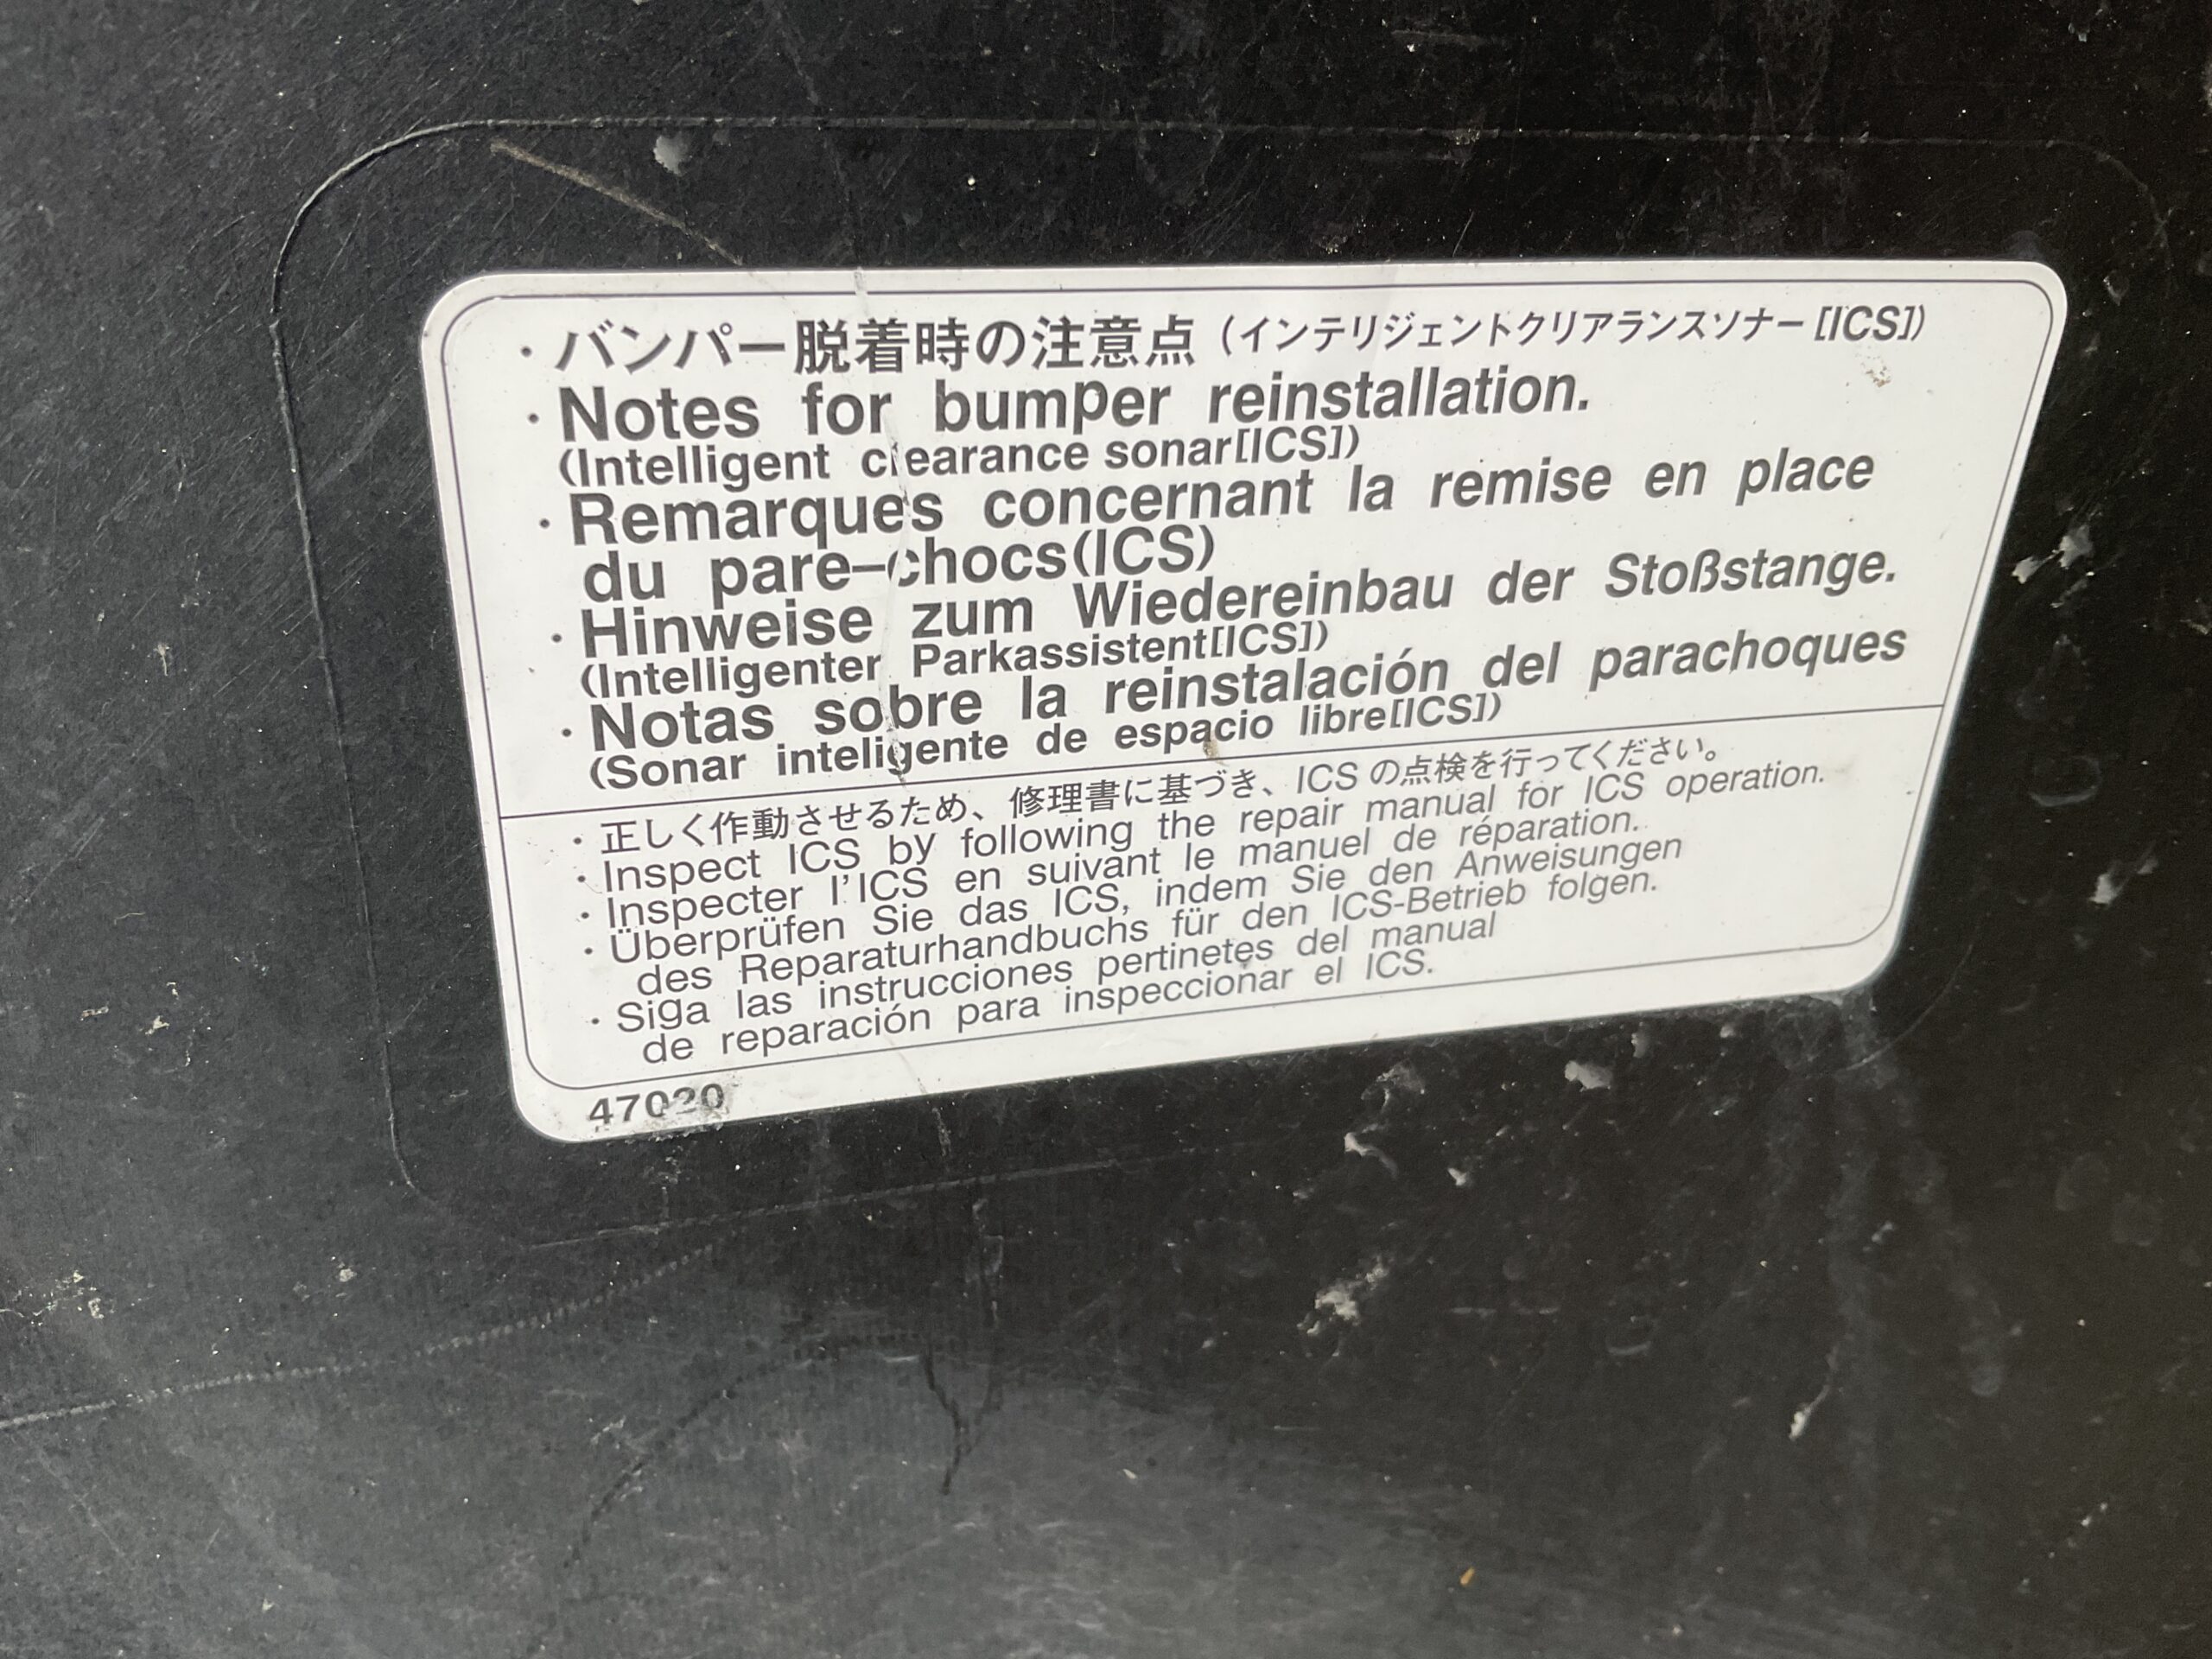 ・バンパー脱着時の注意点（インテリジェントクリアランスソナー[ICS]）
・Notes for bumper reinstallation.
(Intelligent clearance sonar[ICS])
・Remarques concernant la remise en place
du pare–chocs(ICS)
・Hinweise zum Wiedereinbau der Stoßstange.
(Intelligenter Parkassistent[ICS])
・Notas sobre la reinstalación del parachoques
(Sonar inteligente de espacio libre[ICS])
・正しく作動させるため、修理書に基づき、ICSの点検を行ってください。
・Inspect ICS by following the repair manual for ICS operation.
・Inspecter l'ICS en suivant le manuel de réparation.
・Überprüfen Sie das ICS, indem Sie den Anweisungen
des Reparaturhandbuchs für den ICS-Betrieb folgen.
・Siga las instrucciones pertinetes del manual
de reparación para inspeccionar el ICS.
47020